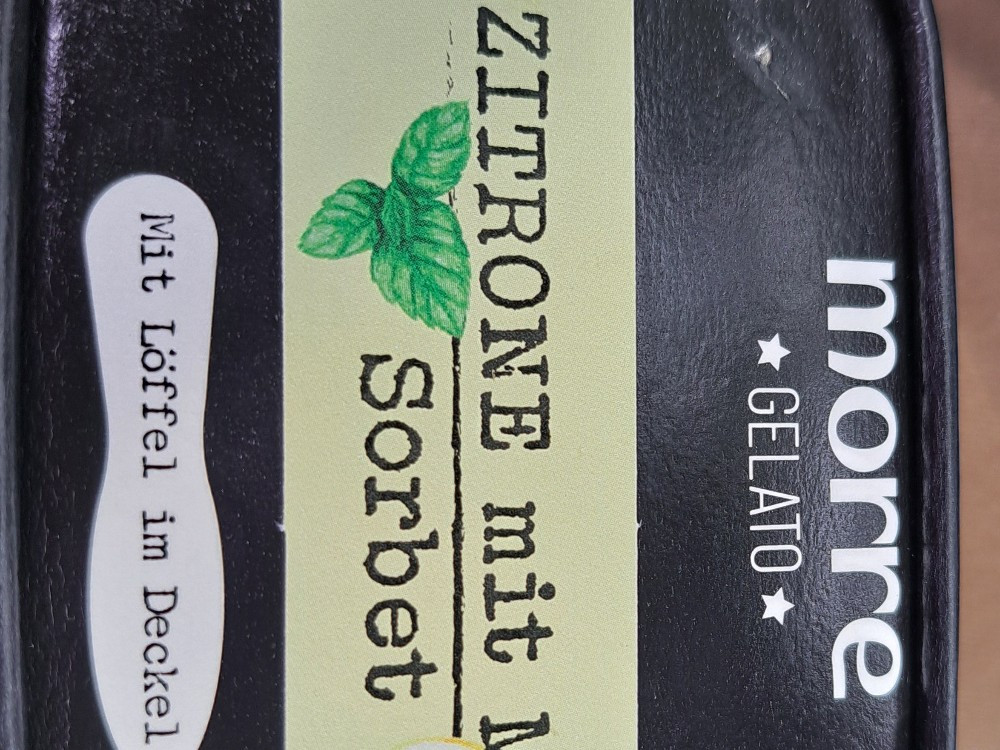 morre
GELATO
ZITRONE mit
Sorbet
Mit Löffel im Deckel